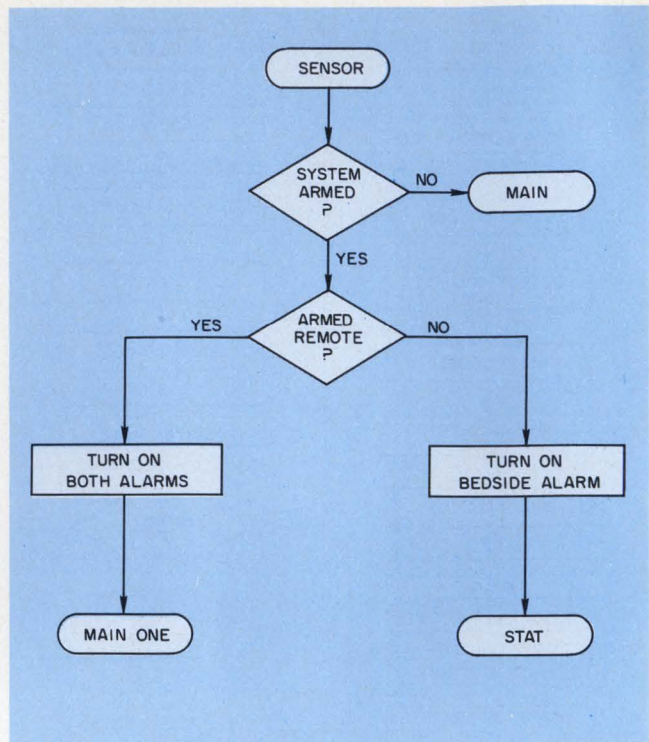 SENSOR
SYSTEM
ARMED
?
NO
MAIN
YES
YES
ARMED
REMOTE
?
NO
TURN ON
BOTH ALARMS
TURN ON
BEDSIDE ALARM
MAIN ONE
STAT